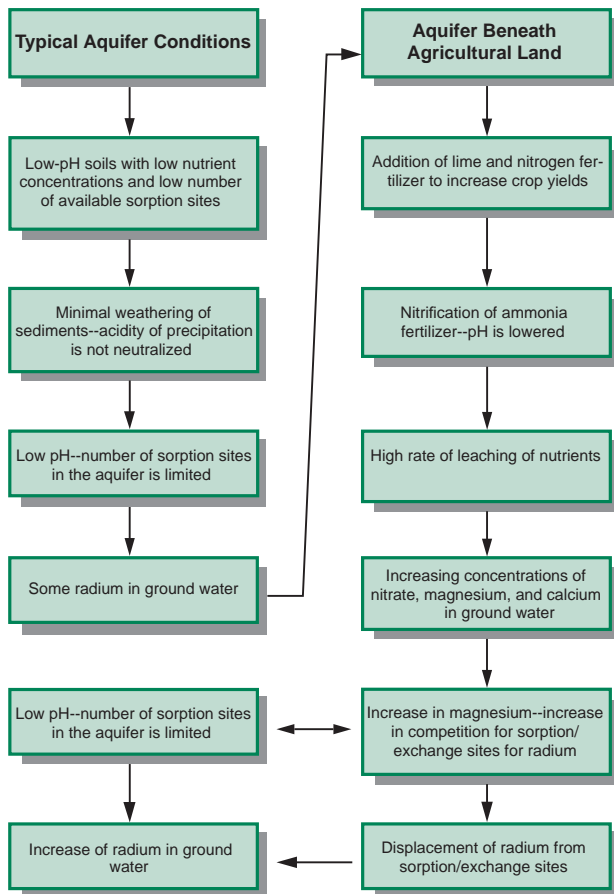 Typical Aquifer Conditions
Low-pH soils with low nutrient
concentrations and low number
of available sorption sites
Minimal weathering of
sediments--acidity of precipitation
is not neutralized
Low pH--number of sorption sites
in the aquifer is limited
Some radium in ground water
Aquifer Beneath
Agricultural Land
Addition of lime and nitrogen fer-
tilizer to increase crop yields
Nitrification of ammonia
fertilizer--pH is lowered
High rate of leaching of nutrients
Increasing concentrations of
nitrate, magnesium, and calcium
in ground water
Low pH--number of sorption sites
in the aquifer is limited
Increase in magnesium--increase
in competition for sorption/
exchange sites for radium
Increase of radium in ground
water
Displacement of radium from
sorption/exchange sites